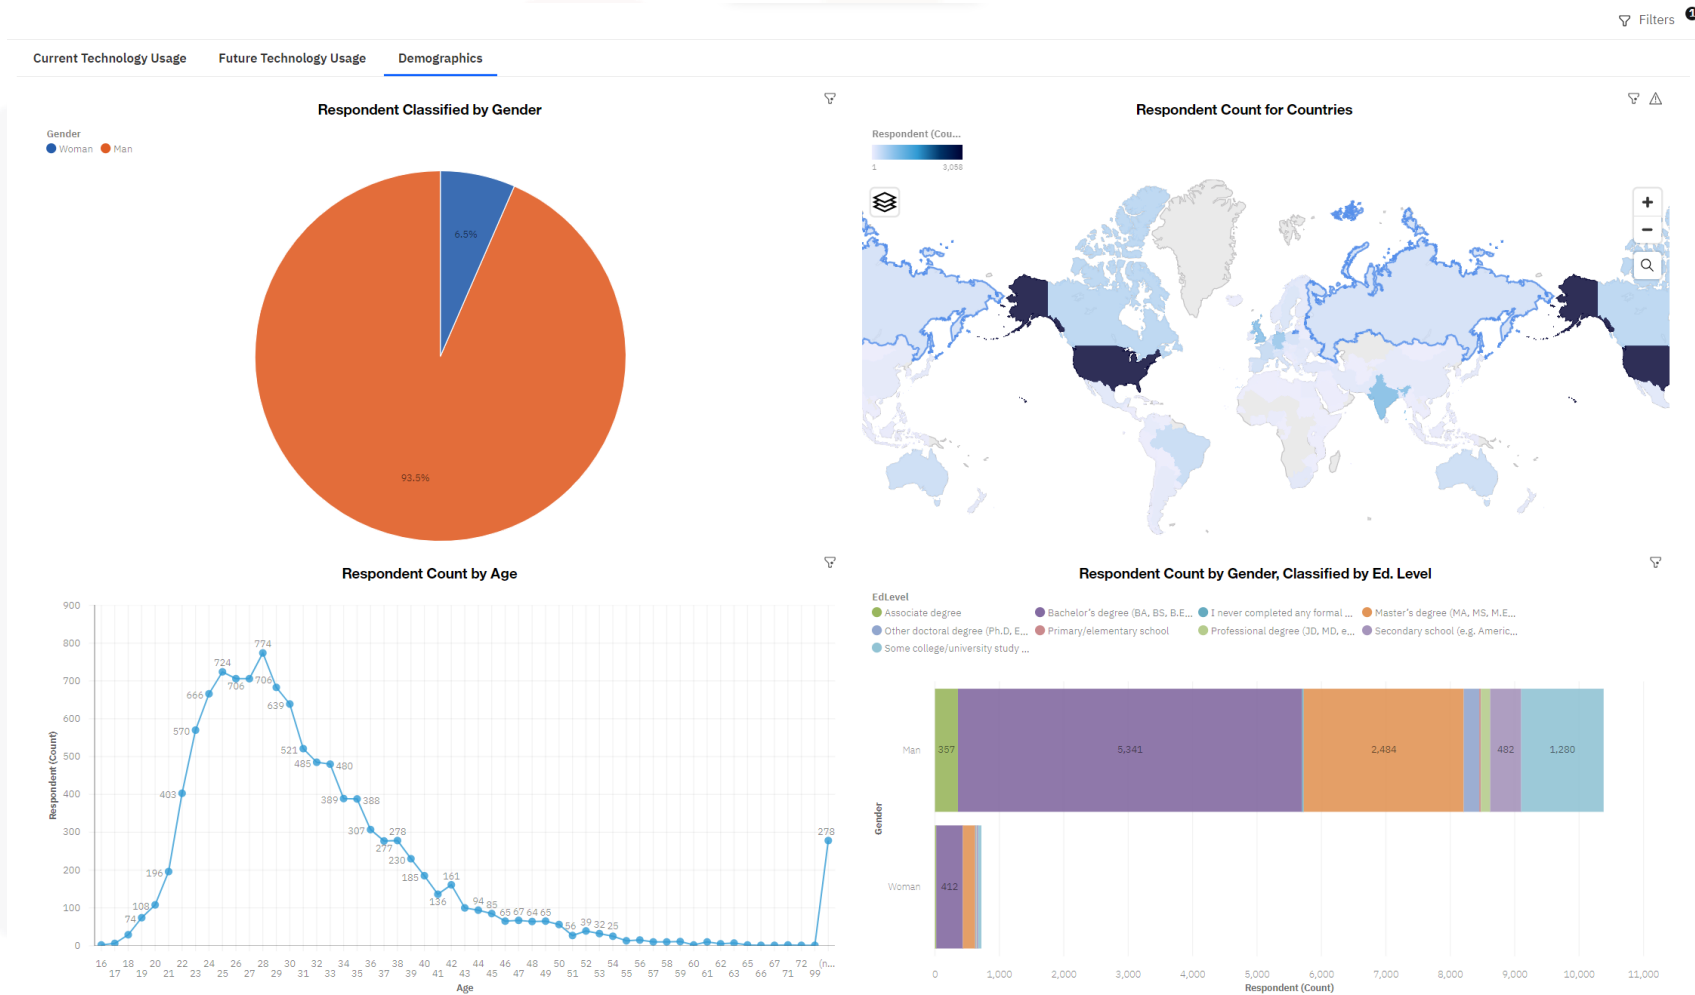 Filters 1
Current Technology Usage Future Technology Usage Demographics
Respondent Classified by Gender
Gender
Woman Man
6.5%
93.5%
Respondent Count for Countries
Respondent (Cou...
1 3,058
Respondent Count by Age
Respondent (Count)
900
800
700
600
500
400
300
200
100
0
74
108
196
403
570
666
724
706
706
774
639
521
485
480
389
388
307
277
278
230
185
136
161
94
85
65
67
64
65
56
39
32
25
278
16 18 20 22 24 26 28 30 32 34 36 38 40 42 44 46 48 50 52 54 56 58 60 62 65 67 72 (n...
17 19 21 23 25 27 29 31 33 35 37 39 41 43 45 47 49 51 53 55 57 59 61 63 66 71 99
Age
Respondent Count by Gender, Classified by Ed. Level
EdLevel
Associate degree Bachelor's degree (BA, BS, B.E... I never completed any formal ... Master's degree (MA, MS, M.E...
Other doctoral degree (Ph.D, E... Primary/elementary school Professional degree (JD, MD, e... Secondary school (e.g. Americ...
Some college/university study ...
Gender
Man 357 5,341 2,484 482 1,280
Woman 412
0 1,000 2,000 3,000 4,000 5,000 6,000 7,000 8,000 9,000 10,000 11,000
Respondent (Count)